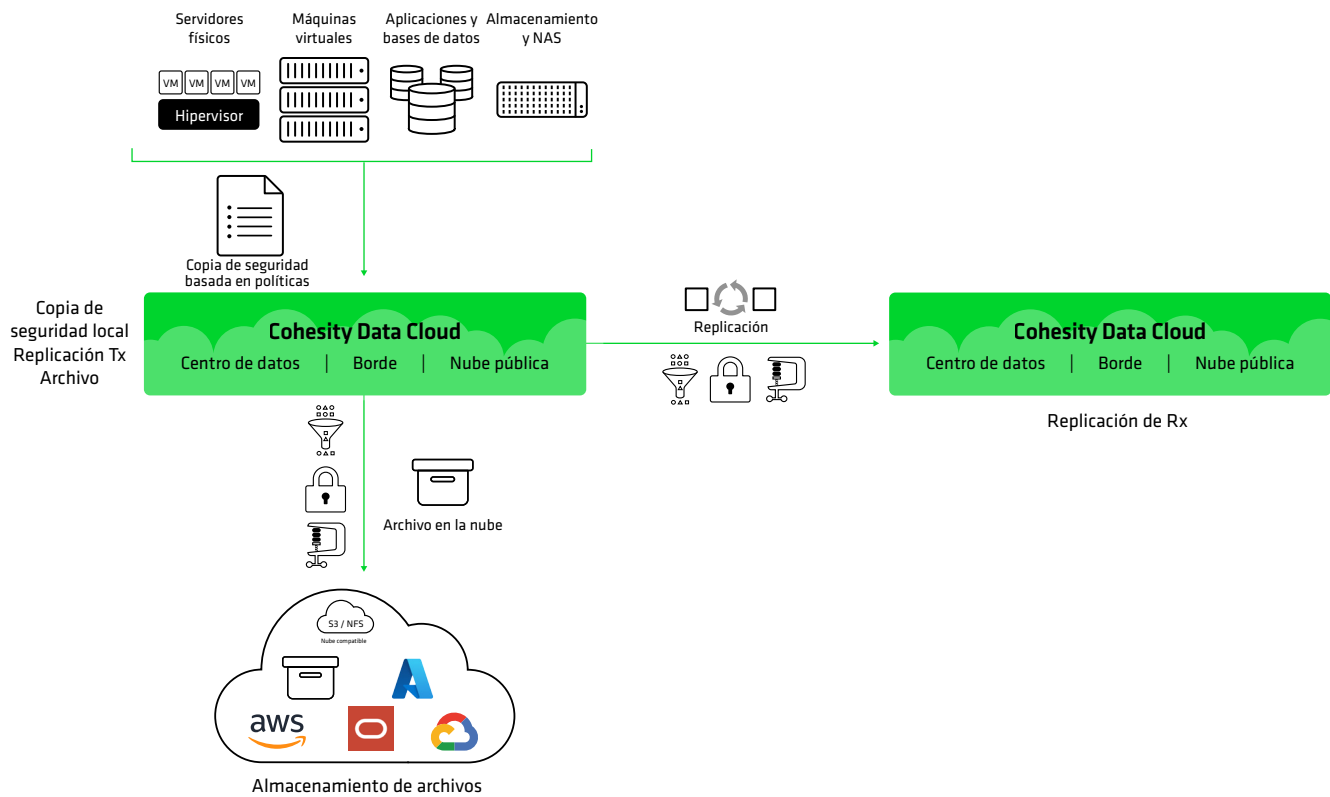 Servidores
físicos
Máquinas
virtuales
Aplicaciones y
bases de datos
Almacenamiento
y NAS
VM VM VM VM
Hipervisor
Copia de seguridad
basada en políticas
Copia de
seguridad local
Replicación Tx
Archivo
Cohesity Data Cloud
Centro de datos | Borde | Nube pública
Replicación
Cohesity Data Cloud
Centro de datos | Borde | Nube pública
Replicación de Rx
Archivo en la nube
S3 / NFS
Nube compatible
aws
Almacenamiento de archivos